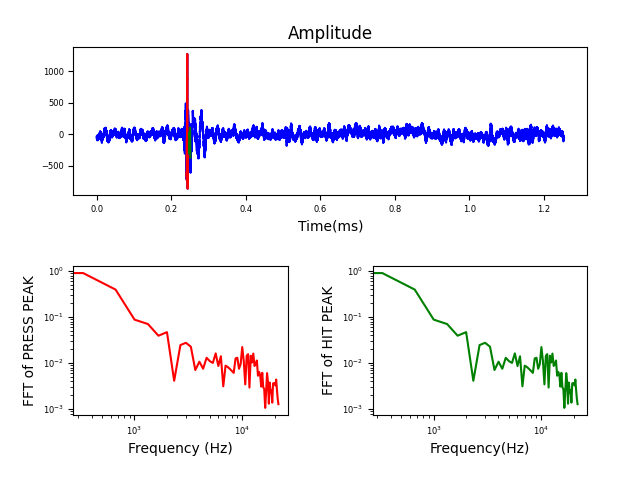 Amplitude
1000
500
0
−500
0.0 0.2 0.4 0.6 0.8 1.0 1.2
Time(ms)
FFT of PRESS PEAK
10⁰
10⁻¹
10⁻²
10⁻³
10³ 10⁴
Frequency (Hz)
FFT of HIT PEAK
10⁰
10⁻¹
10⁻²
10⁻³
10³ 10⁴
Frequency(Hz)